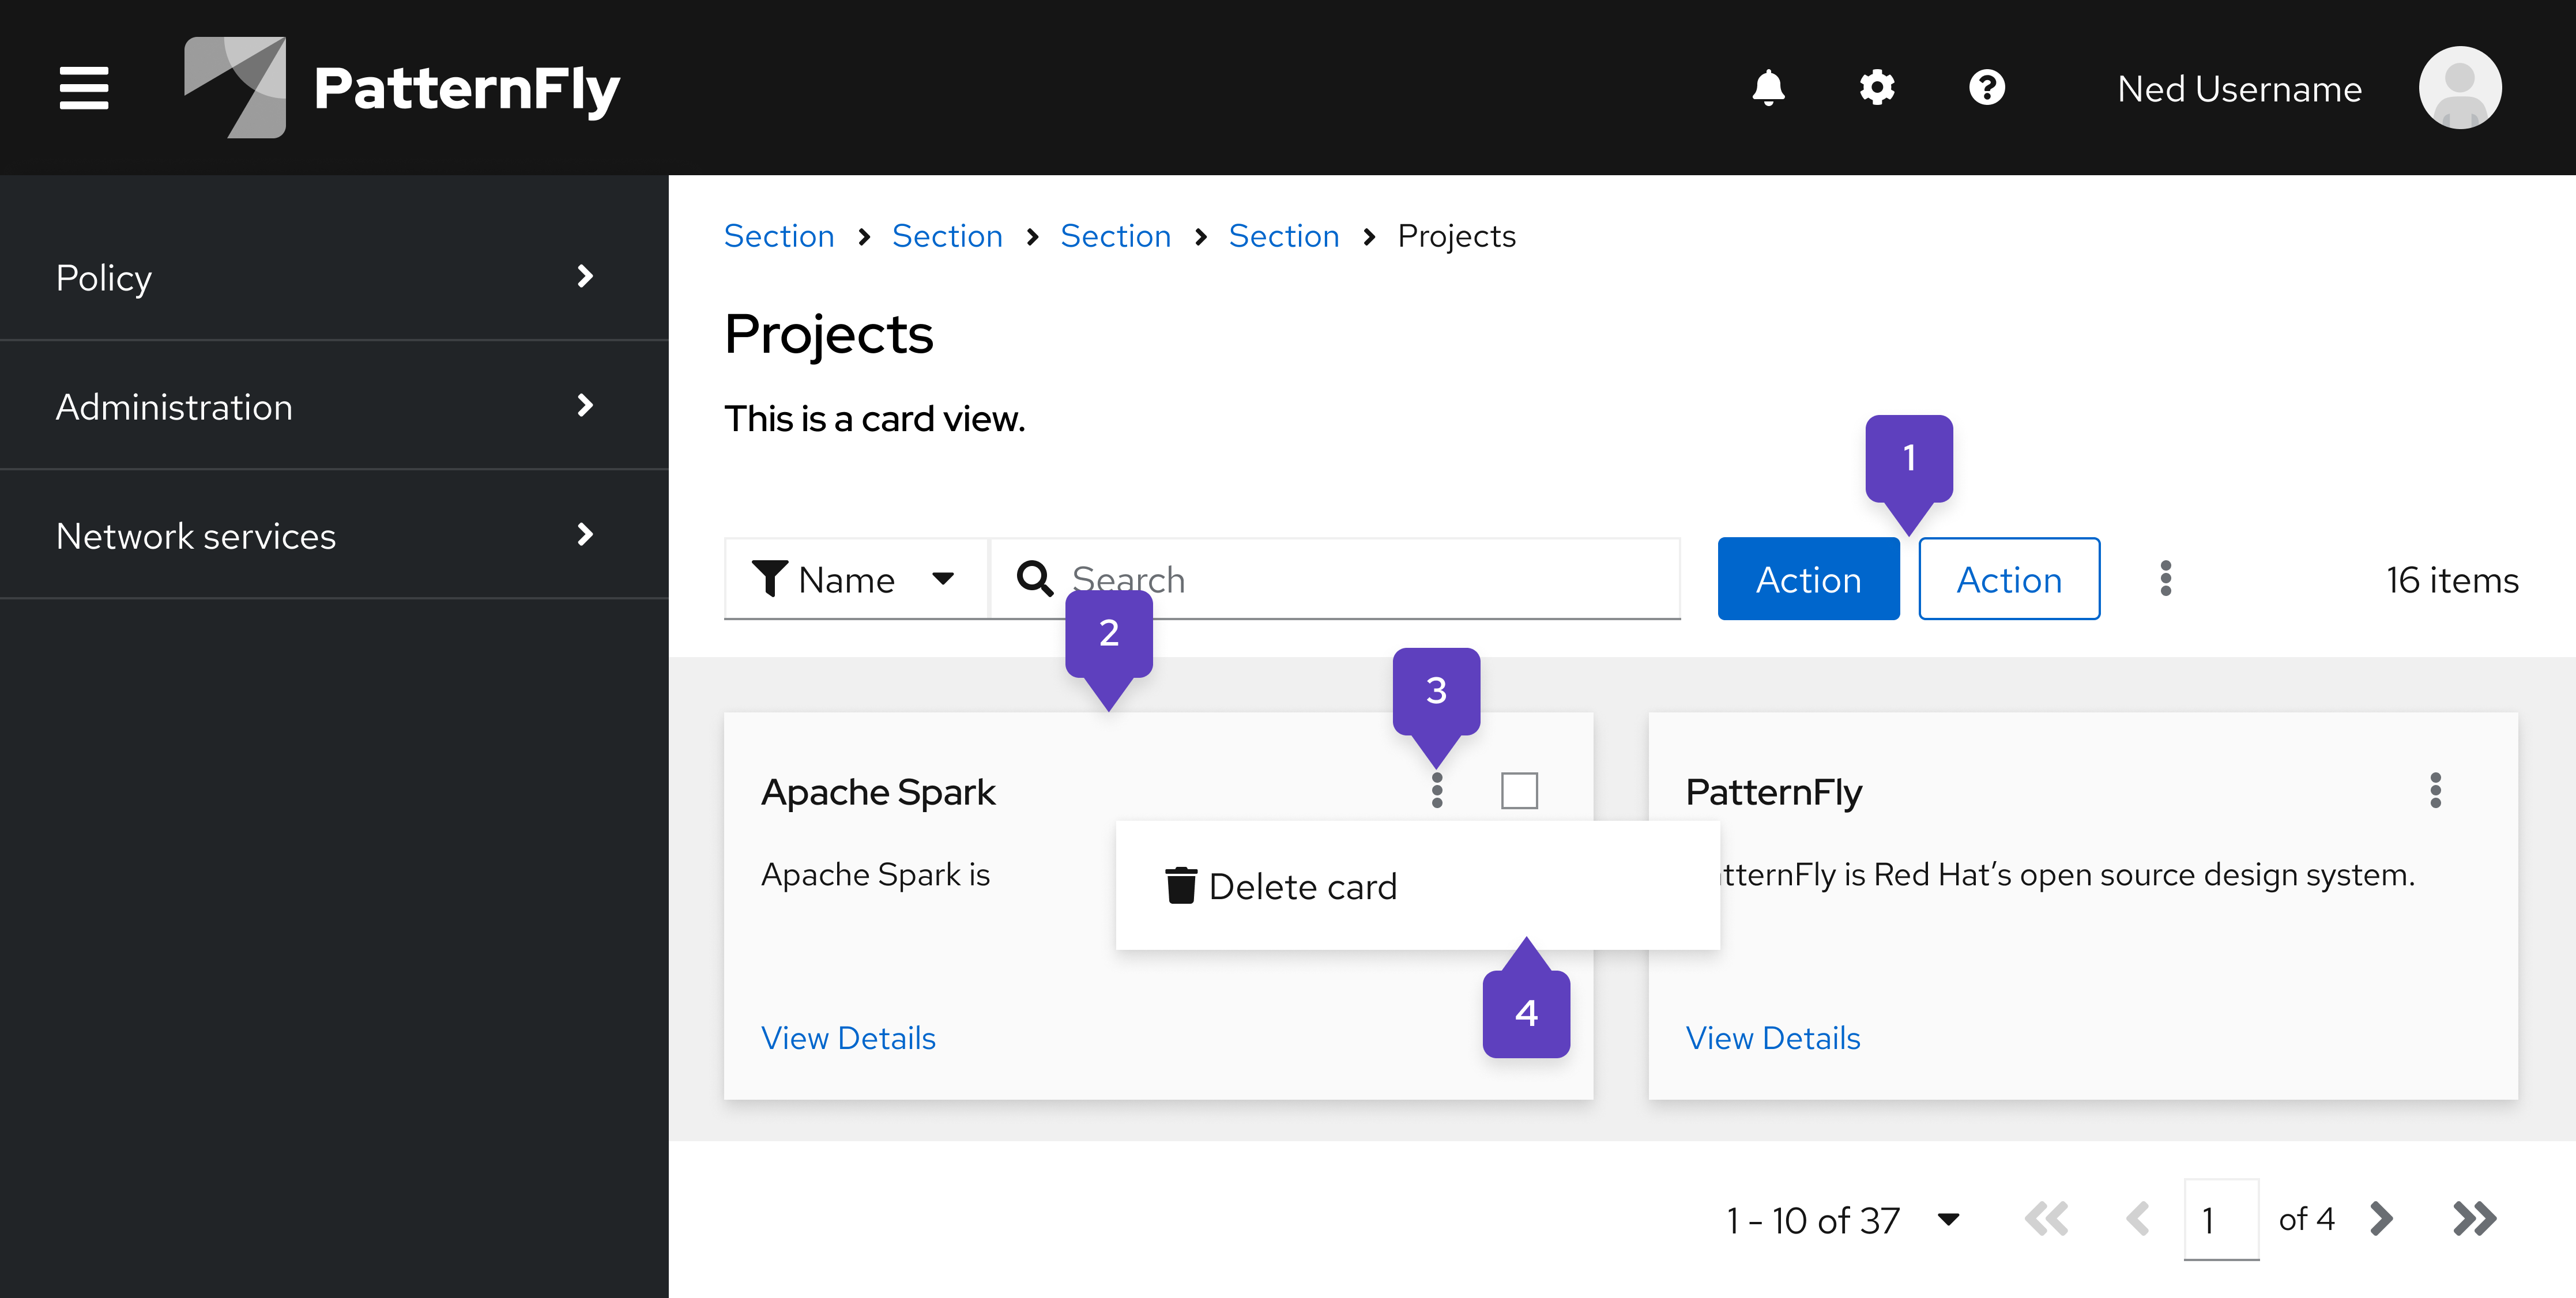 PatternFly
Ned Username
Policy
Administration
Network services
Section Section Section Section Projects
Projects
This is a card view.
1
Name Search Action Action 16 items
2
3
Apache Spark
Apache Spark is
Delete card
4
View Details
PatternFly
tternFly is Red Hat’s open source design system.
View Details
1 - 10 of 37 1 of 4